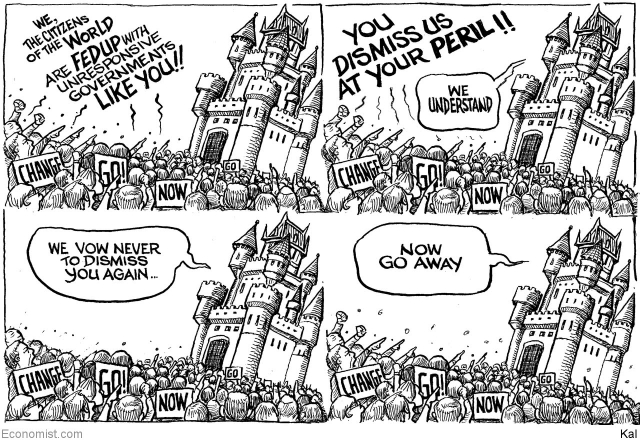 WE,
THE CITIZENS
OF THE WORLD
ARE FED UP WITH
UNRESPONSIVE
GOVERNMENTS
LIKE YOU!!
CHANGE
GO!
NOW
GO
YOU
DISMISS US
AT YOUR PERIL!!
WE
UNDERSTAND
CHANGE
GO!
NOW
GO
WE VOW NEVER
TO DISMISS
YOU AGAIN...
CHANGE
GO!
NOW
GO
NOW
GO AWAY
CHANGE
GO!
NOW
GO
Economist.com
Kal